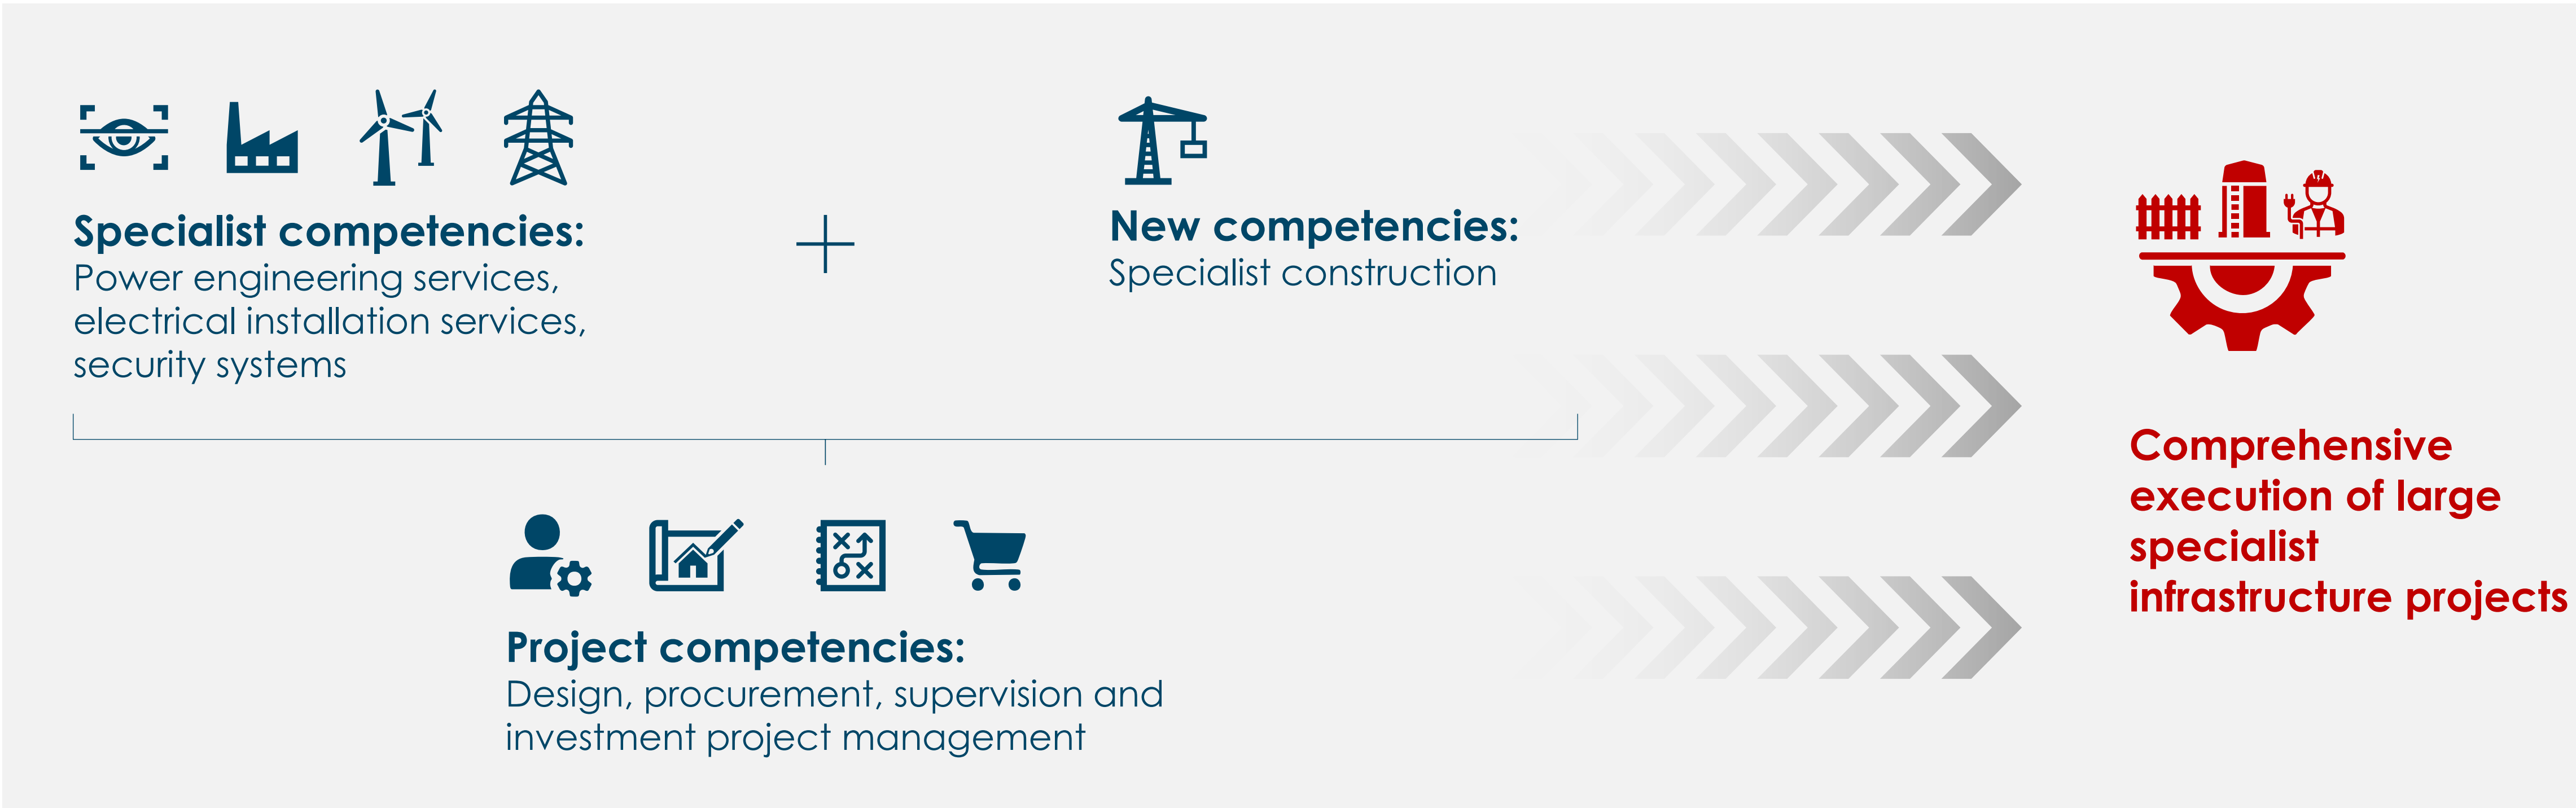 Specialist competencies:
Power engineering services,
electrical installation services,
security systems
New competencies:
Specialist construction
Project competencies:
Design, procurement, supervision and
investment project management
Comprehensive
execution of large
specialist
infrastructure projects